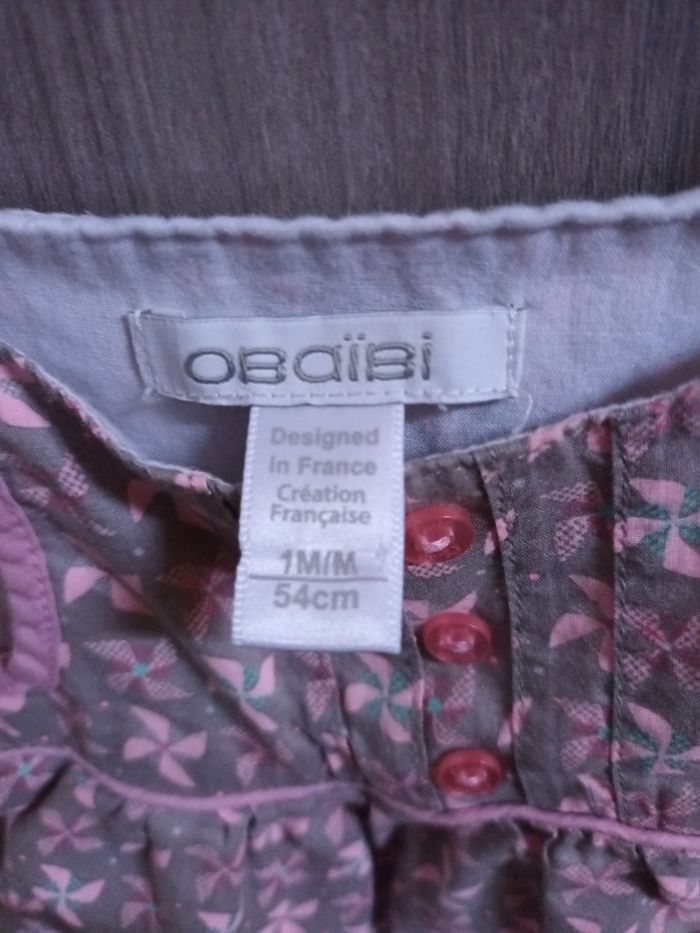 OBaïBi
Designed
in France
Création
Française
1M/M
54cm